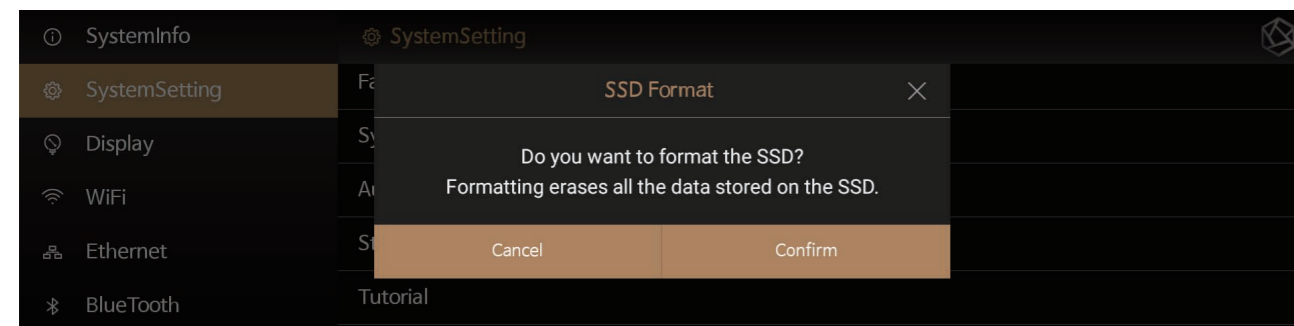 SystemInfo
SystemSetting
Display
WiFi
Ethernet
BlueTooth
SystemSetting
Tutorial
SSD Format
Do you want to format the SSD?
Formatting erases all the data stored on the SSD.
Cancel
Confirm